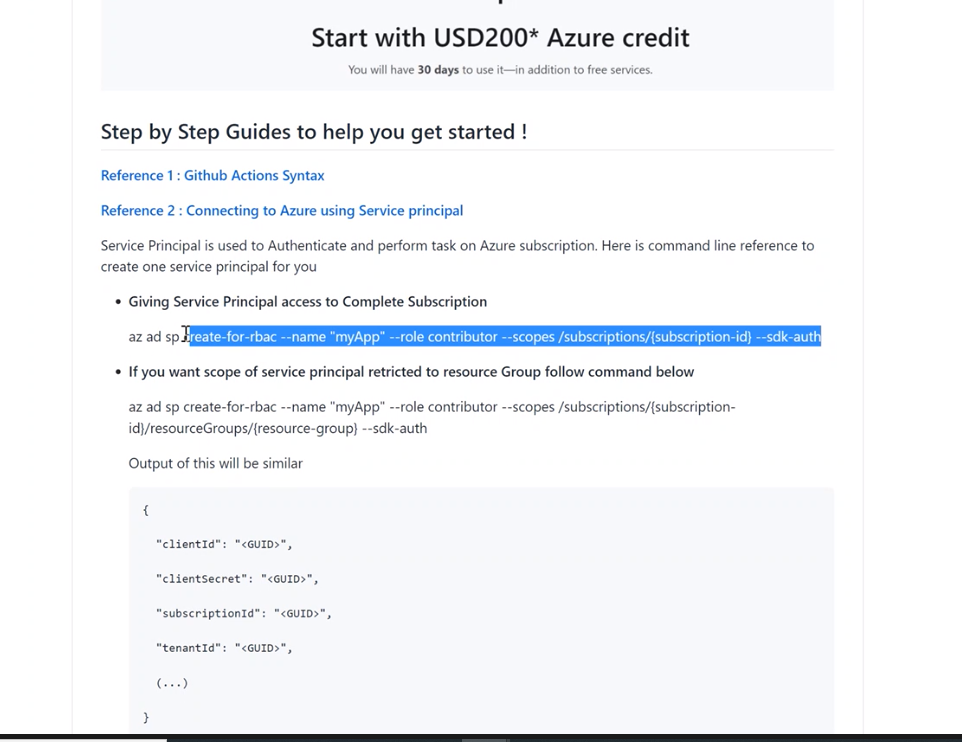 Start with USD200* Azure credit
You will have 30 days to use it—in addition to free services.
Step by Step Guides to help you get started !
Reference 1 : Github Actions Syntax
Reference 2 : Connecting to Azure using Service principal
Service Principal is used to Authenticate and perform task on Azure subscription. Here is command line reference to
create one service principal for you
• Giving Service Principal access to Complete Subscription
az ad sp create-for-rbac --name "myApp" --role contributor --scopes /subscriptions/{subscription-id} --sdk-auth
• If you want scope of service principal retricted to resource Group follow command below
az ad sp create-for-rbac --name "myApp" --role contributor --scopes /subscriptions/{subscription-
id}/resourceGroups/{resource-group} --sdk-auth
Output of this will be similar
{
"clientId": "<GUID>",
"clientSecret": "<GUID>",
"subscriptionId": "<GUID>",
"tenantId": "<GUID>",
(...)
}